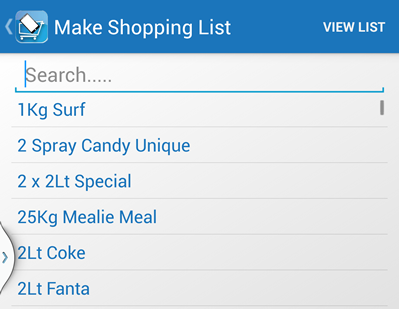 Make Shopping List VIEW LIST
Search.....
1Kg Surf
2 Spray Candy Unique
2 x 2Lt Special
25Kg Mealie Meal
2Lt Coke
2Lt Fanta